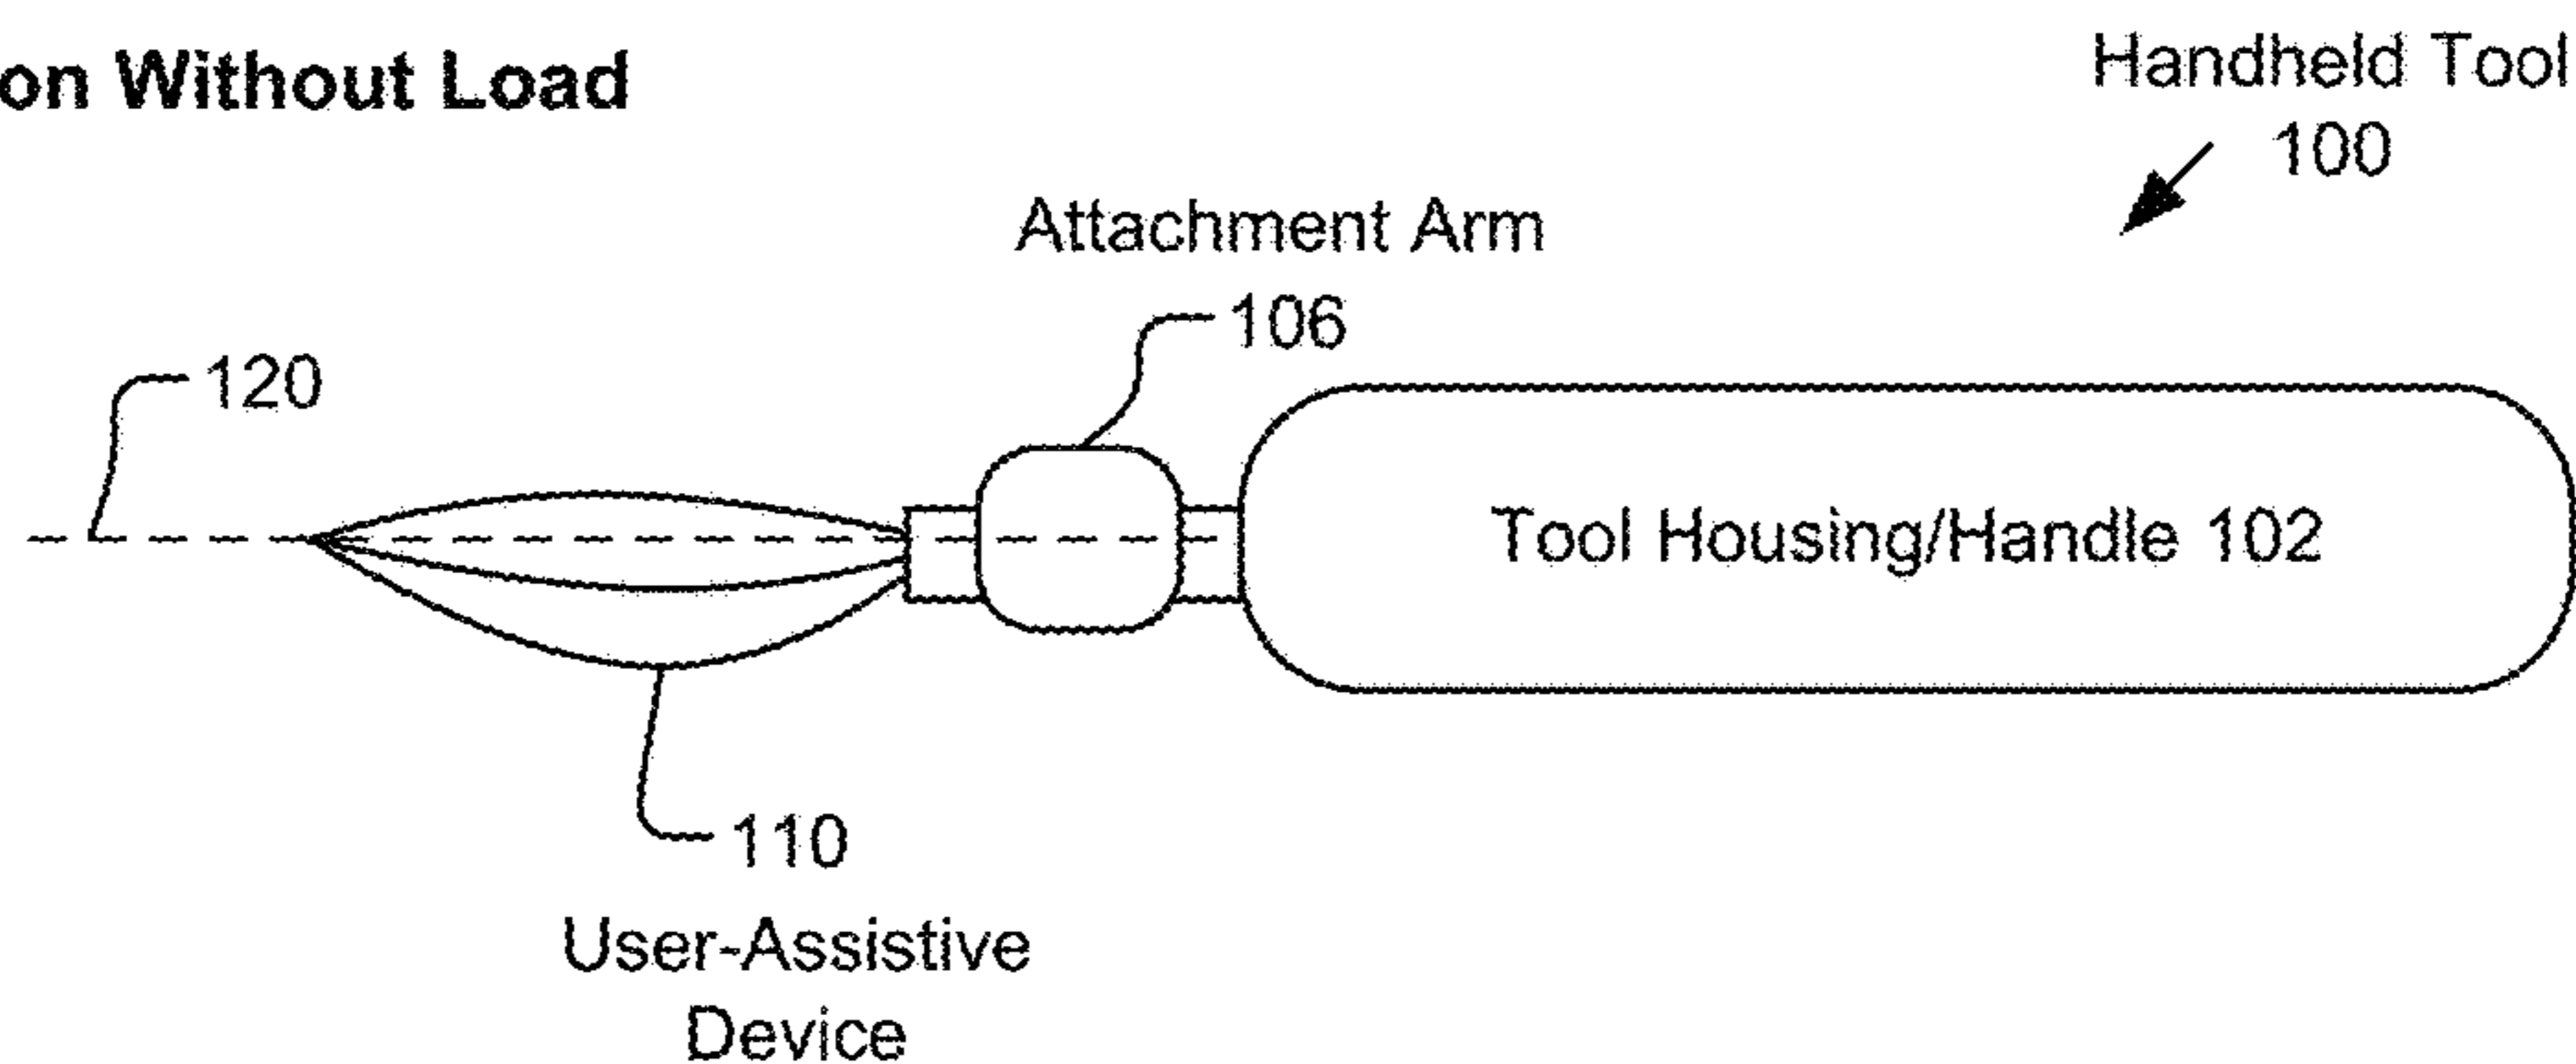 on Without Load
Handheld Tool
100
Attachment Arm
106
120
Tool Housing/Handle 102
110
User-Assistive
Device